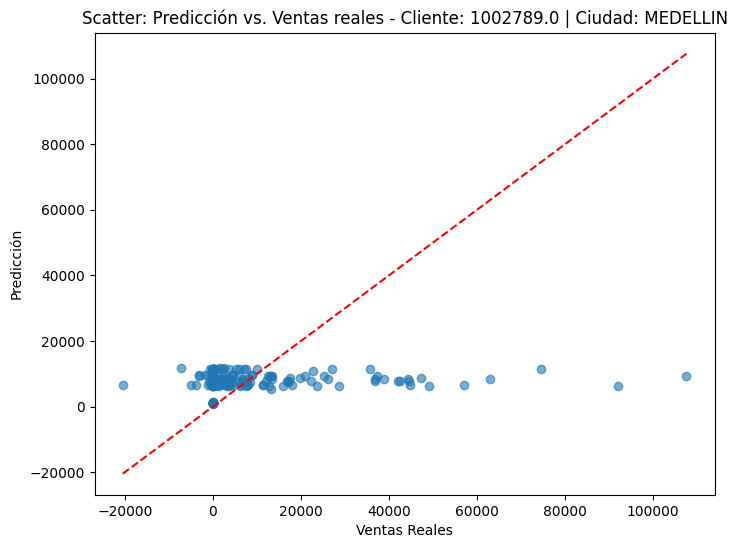 Scatter: Predicción vs. Ventas reales - Cliente: 1002789.0 | Ciudad: MEDELLIN
100000
80000
60000
40000
20000
0
−20000
Predicción
−20000 0 20000 40000 60000 80000 100000
Ventas Reales